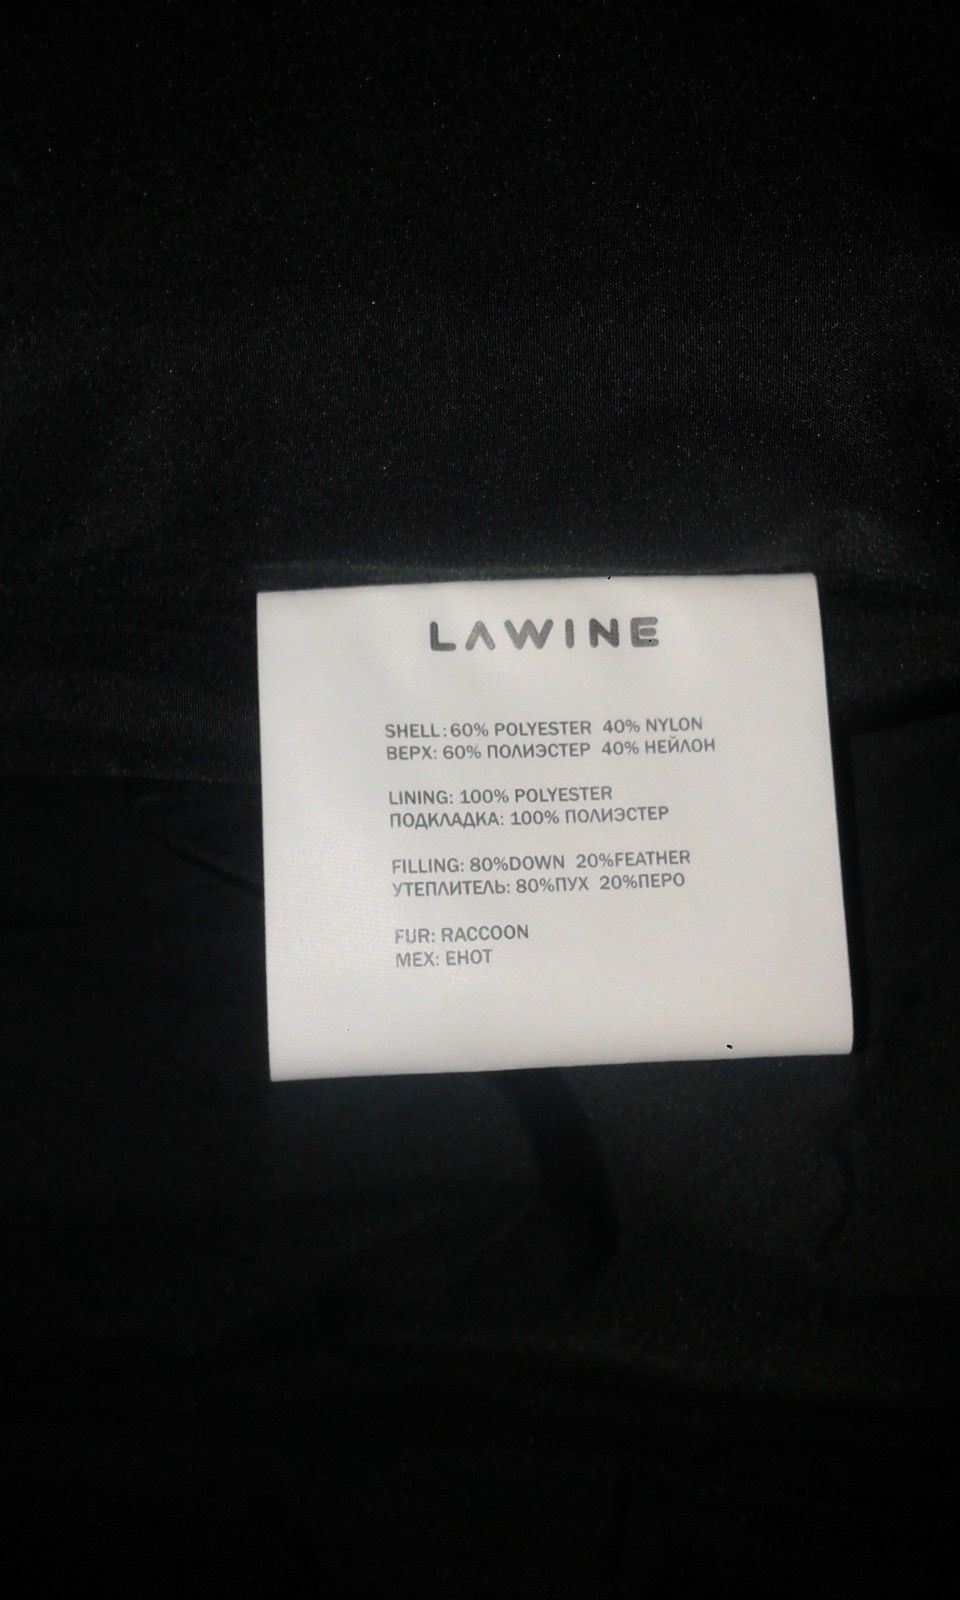 LAWINE
SHELL: 60% POLYESTER 40% NYLON
ВЕРХ: 60% ПОЛИЭСТЕР 40% НЕЙЛОН
LINING: 100% POLYESTER
ПОДКЛАДКА: 100% ПОЛИЭСТЕР
FILLING: 80%DOWN 20%FEATHER
УТЕПЛИТЕЛЬ: 80%ПУХ 20%ПЕРО
FUR: RACCOON
МЕХ: ЕНОТ